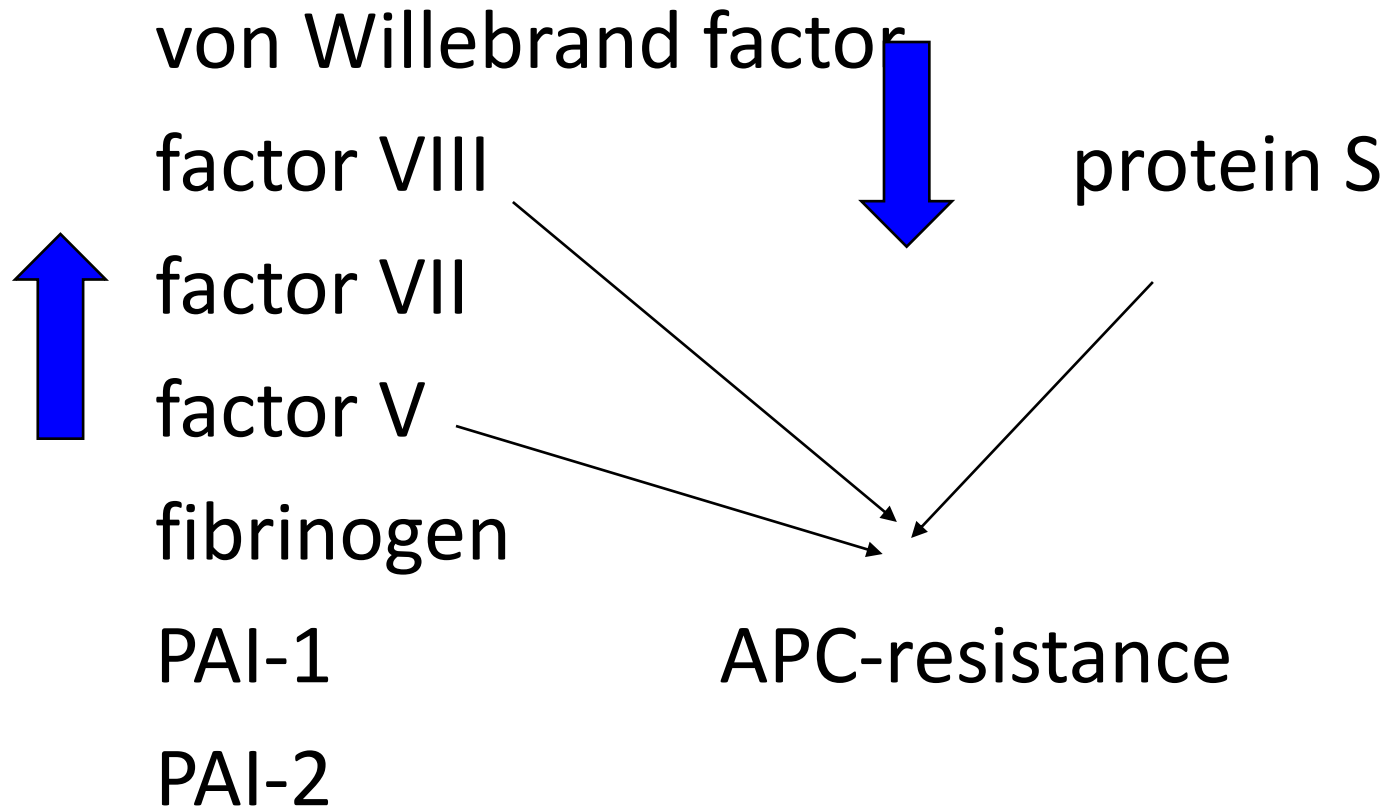 von Willebrand factor
factor VIII
protein S
factor VII
factor V
fibrinogen
PAI-1
APC-resistance
PAI-2